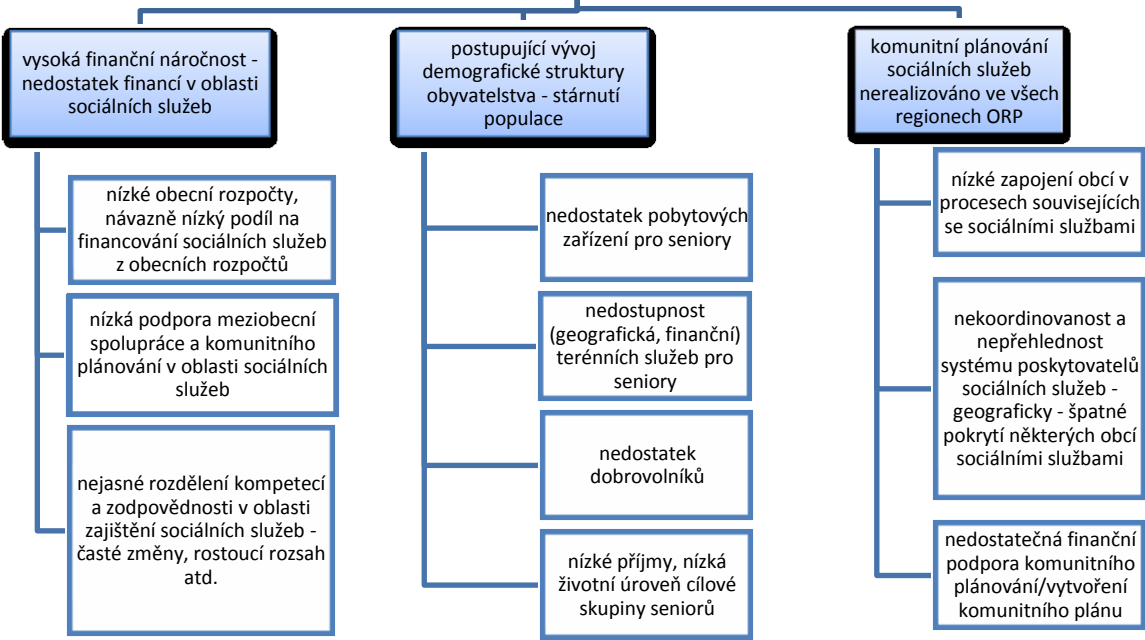 vysoká finanční náročnost -
nedostatek financí v oblasti
sociálních služeb
nízké obecní rozpočty,
návazně nízký podíl na
financování sociálních služeb
z obecních rozpočtů
nízká podpora meziobecní
spolupráce a komunitního
plánování v oblasti sociálních
služeb
nejasné rozdělení kompetecí
a zodpovědnosti v oblasti
zajištění sociálních služeb -
časté změny, rostoucí rozsah
atd.
postupující vývoj
demografické struktury
obyvatelstva - stárnutí
populace
nedostatek pobytových
zařízení pro seniory
nedostupnost
(geografická, finanční)
terénních služeb pro
seniory
nedostatek
dobrovolníků
nízké příjmy, nízká
životní úroveň cílové
skupiny seniorů
komunitní plánování
sociálních služeb
nerealizováno ve všech
regionech ORP
nízké zapojení obcí v
procesech souvisejících
se sociálními službami
nekoordinovanost a
nepřehlednost
systému poskytovatelů
sociálních služeb -
geograficky - špatné
pokrytí některých obcí
sociálními službami
nedostatečná finanční
podpora komunitního
plánování/vytvoření
komunitního plánu